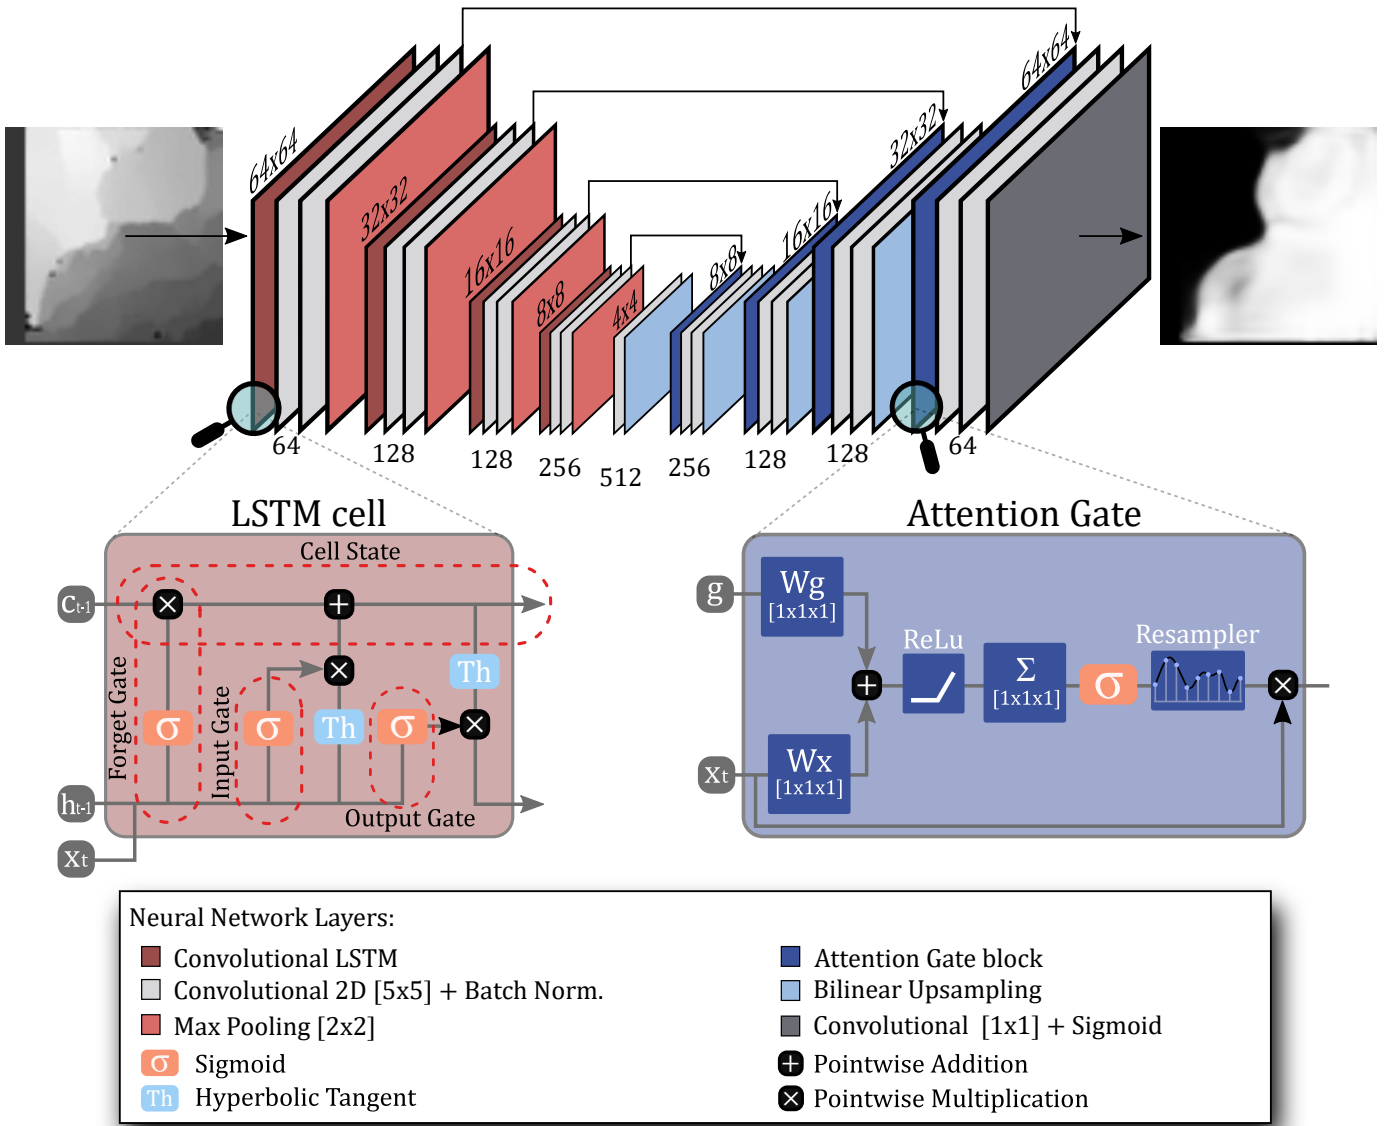 64x64
32x32
16x16
8x8
4x4
8x8
16x16
32x32
64x64
64
128
128
256
512
256
128
128
64
LSTM cell
Cell State
Ct-1
Forget Gate
Input Gate
Output Gate
σ
σ
Th
σ
Th
ht-1
Xt
Attention Gate
g
Wg
[1x1x1]
ReLu
Σ
[1x1x1]
σ
Resampler
Xt
Wx
[1x1x1]
Neural Network Layers:
Convolutional LSTM
Convolutional 2D [5x5] + Batch Norm.
Max Pooling [2x2]
σ Sigmoid
Th Hyperbolic Tangent
Attention Gate block
Bilinear Upsampling
Convolutional [1x1] + Sigmoid
Pointwise Addition
Pointwise Multiplication